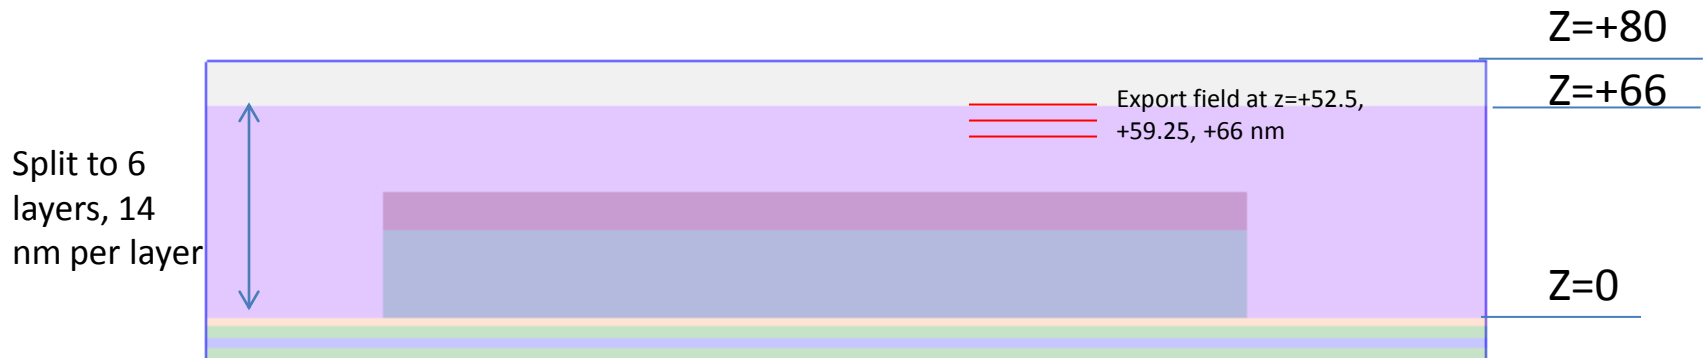 Z=+80
Z=+66
Export field at z=+52.5,
+59.25, +66 nm
Split to 6
layers, 14
nm per layer
Z=0